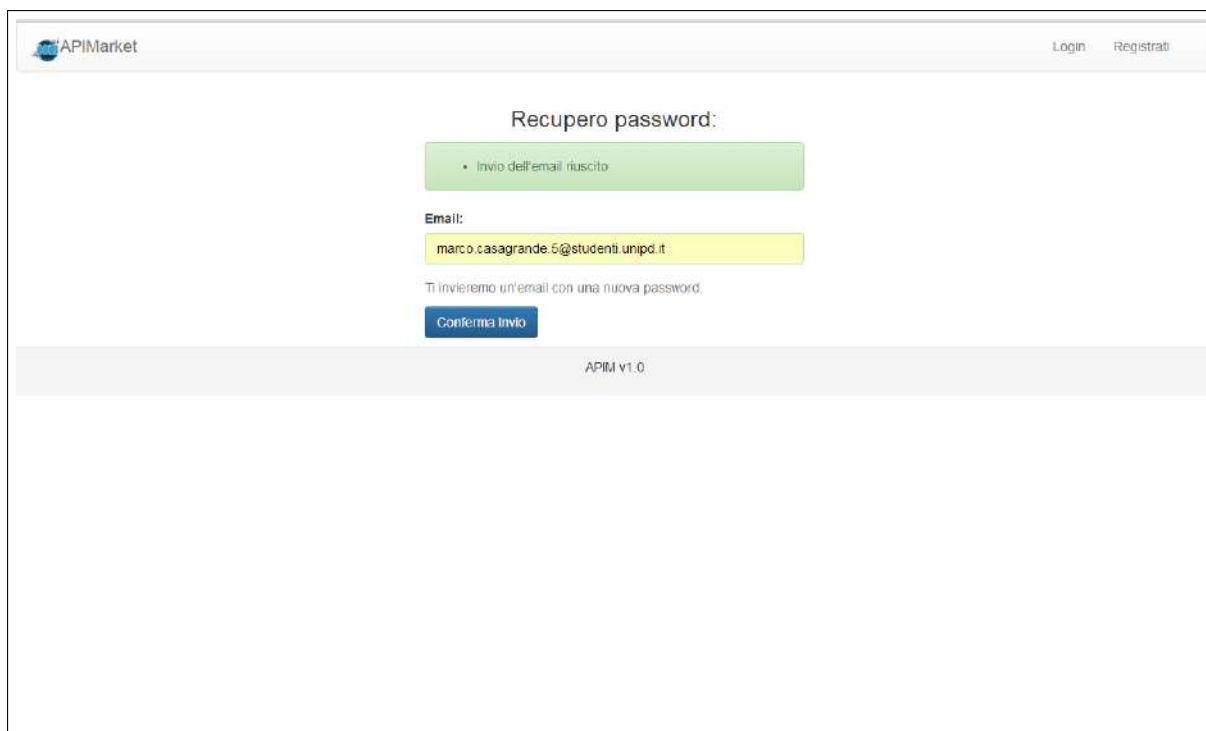 APIMarket
Login Registrati
Recupero password:
• Invio dell'email riuscito
Email:
marco.casagrande.5@studenti.unipd.it
Ti invieremo un'email con una nuova password.
Conferma Invio
APIM v1.0